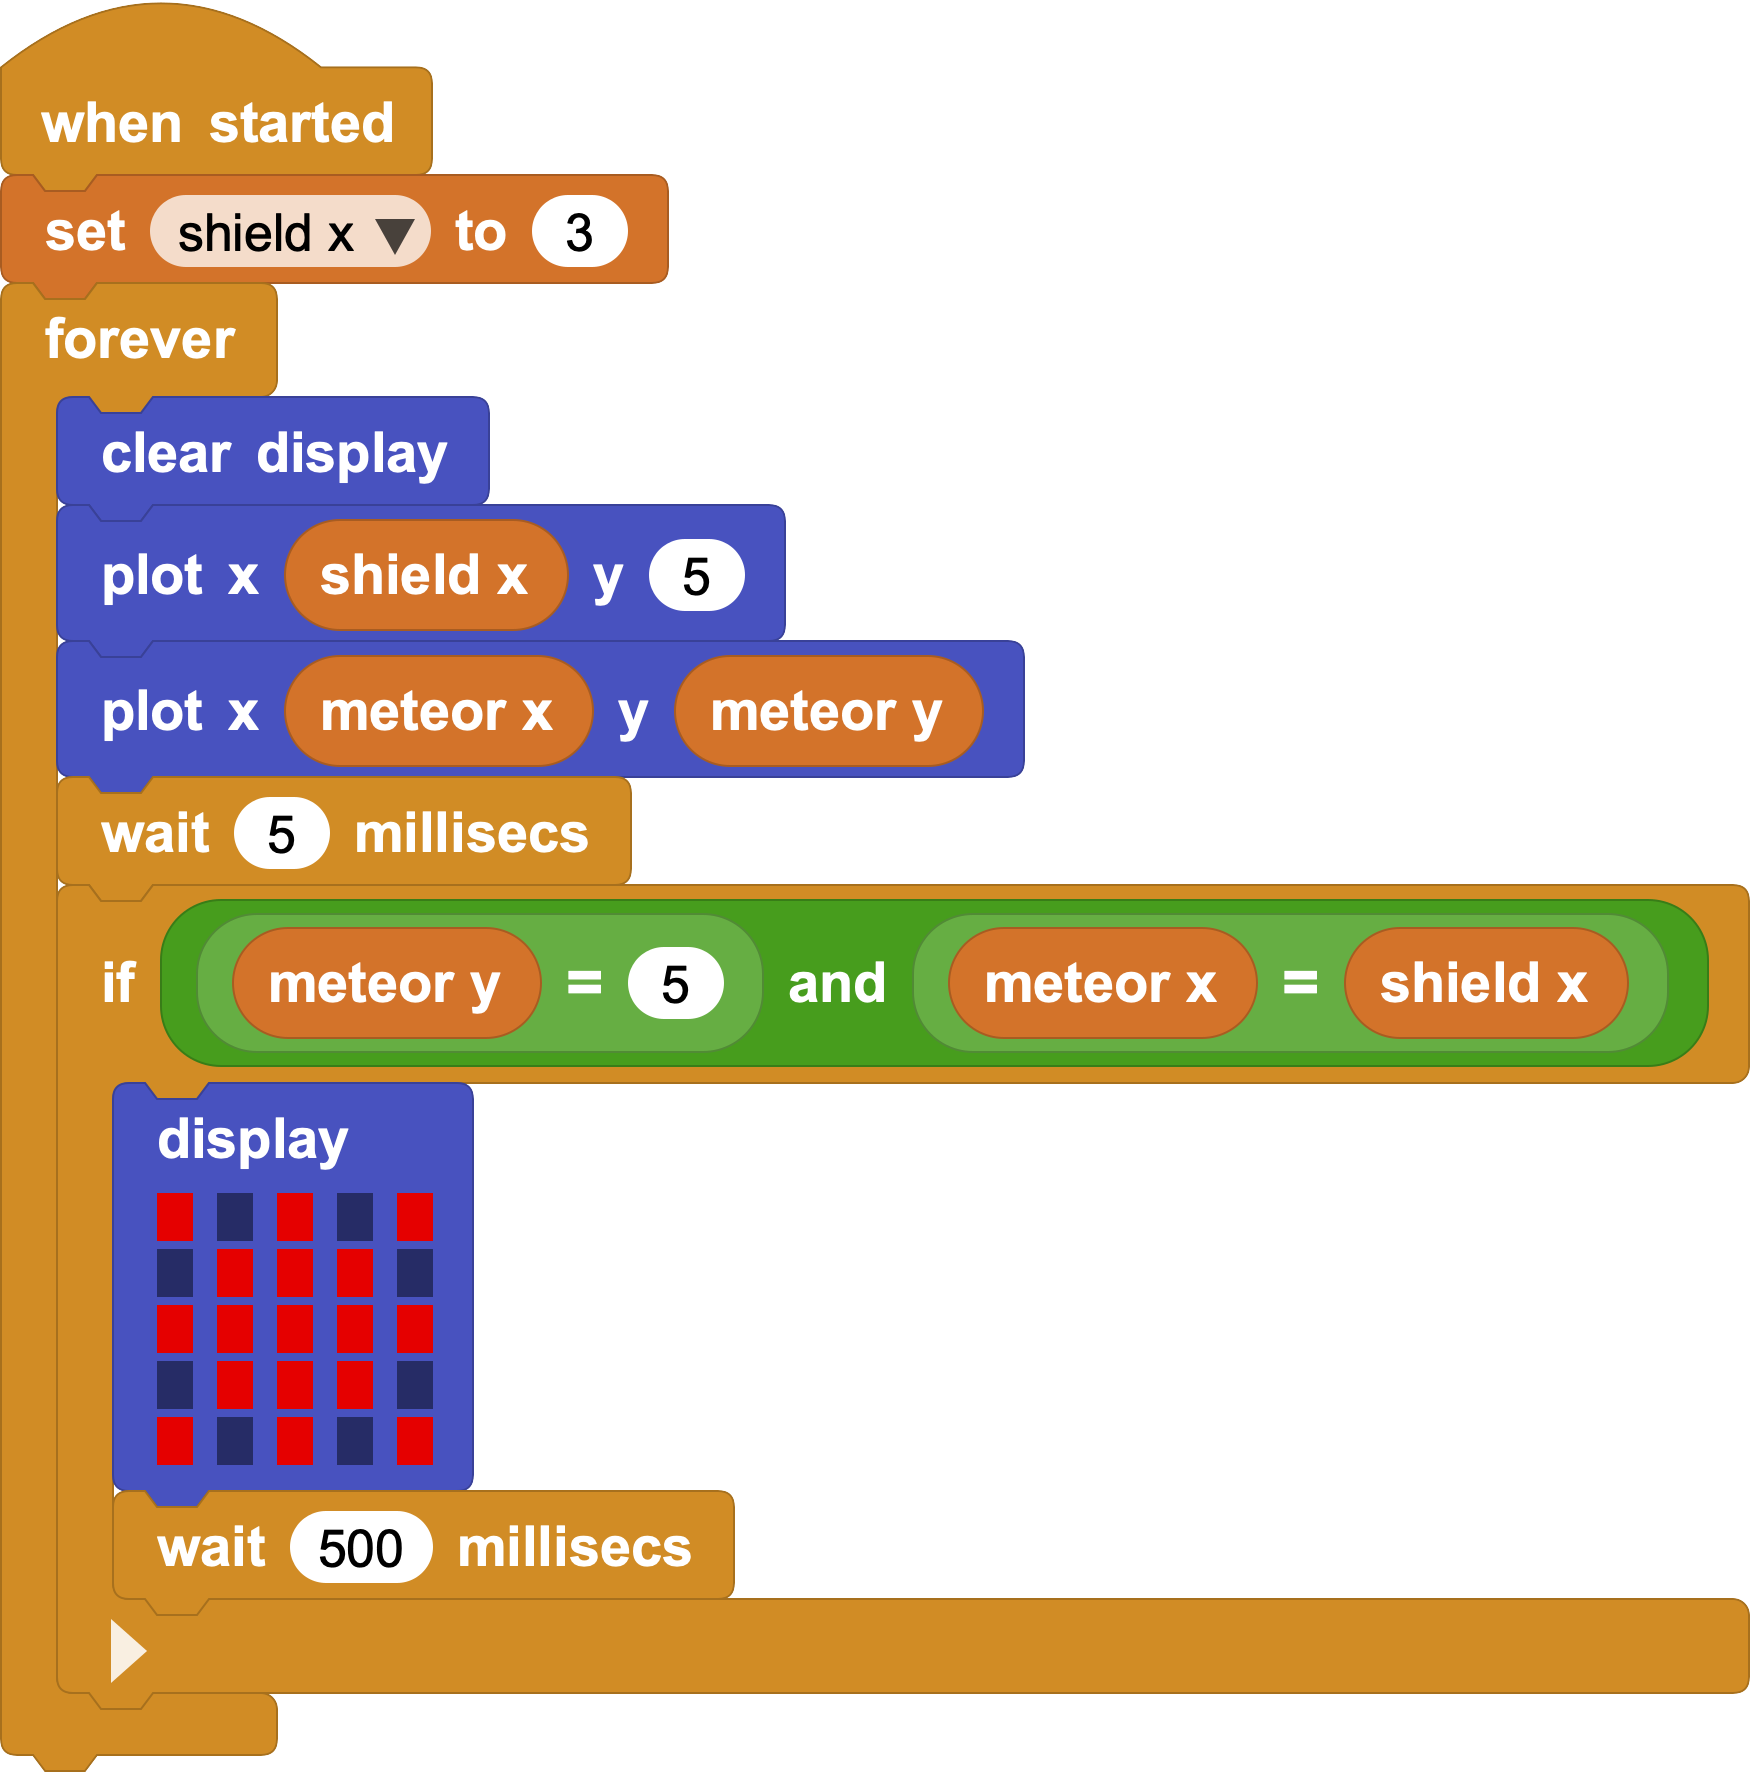 when started
set shield x to 3
forever
clear display
plot x shield x y 5
plot x meteor x y meteor y
wait 5 millisecs
if meteor y = 5 and meteor x = shield x
display
wait 500 millisecs